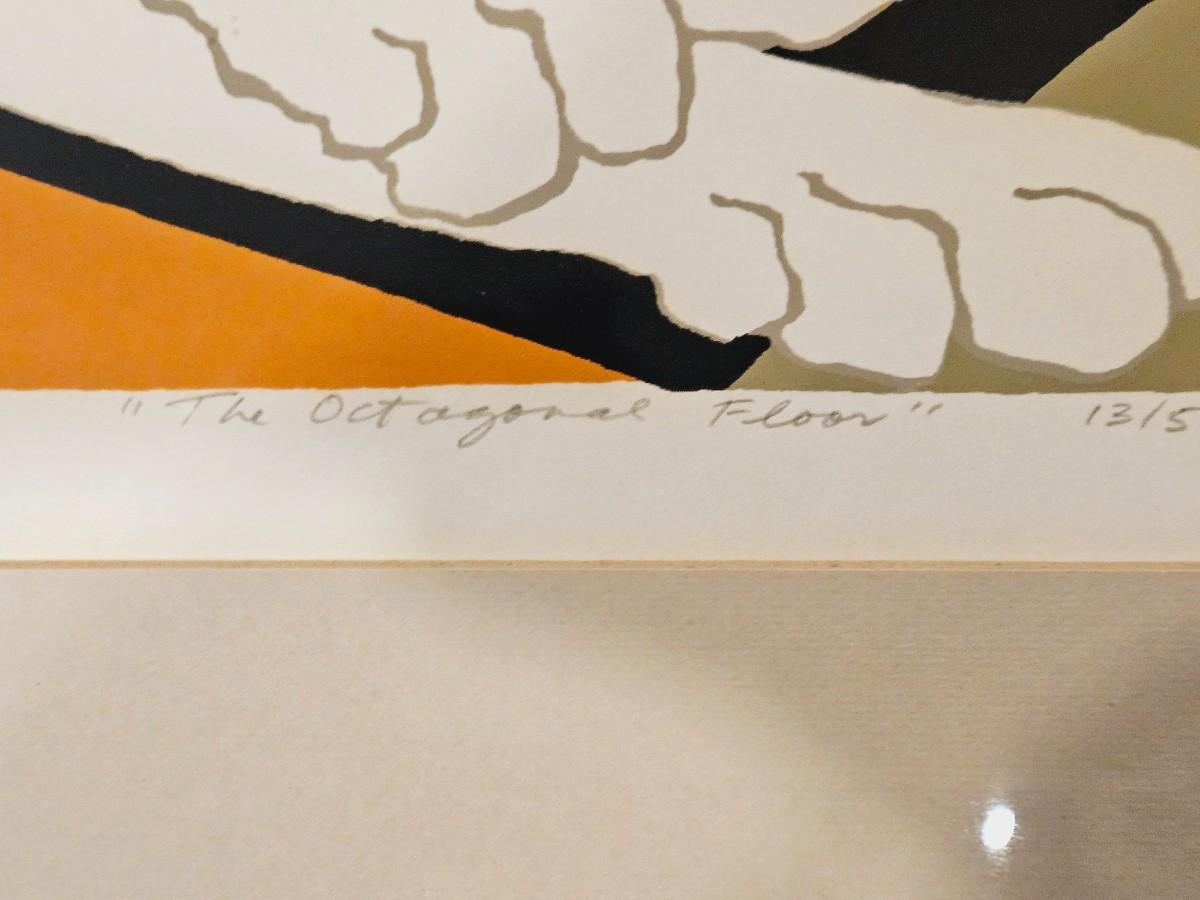 "The Octagonal Floor" 13/5